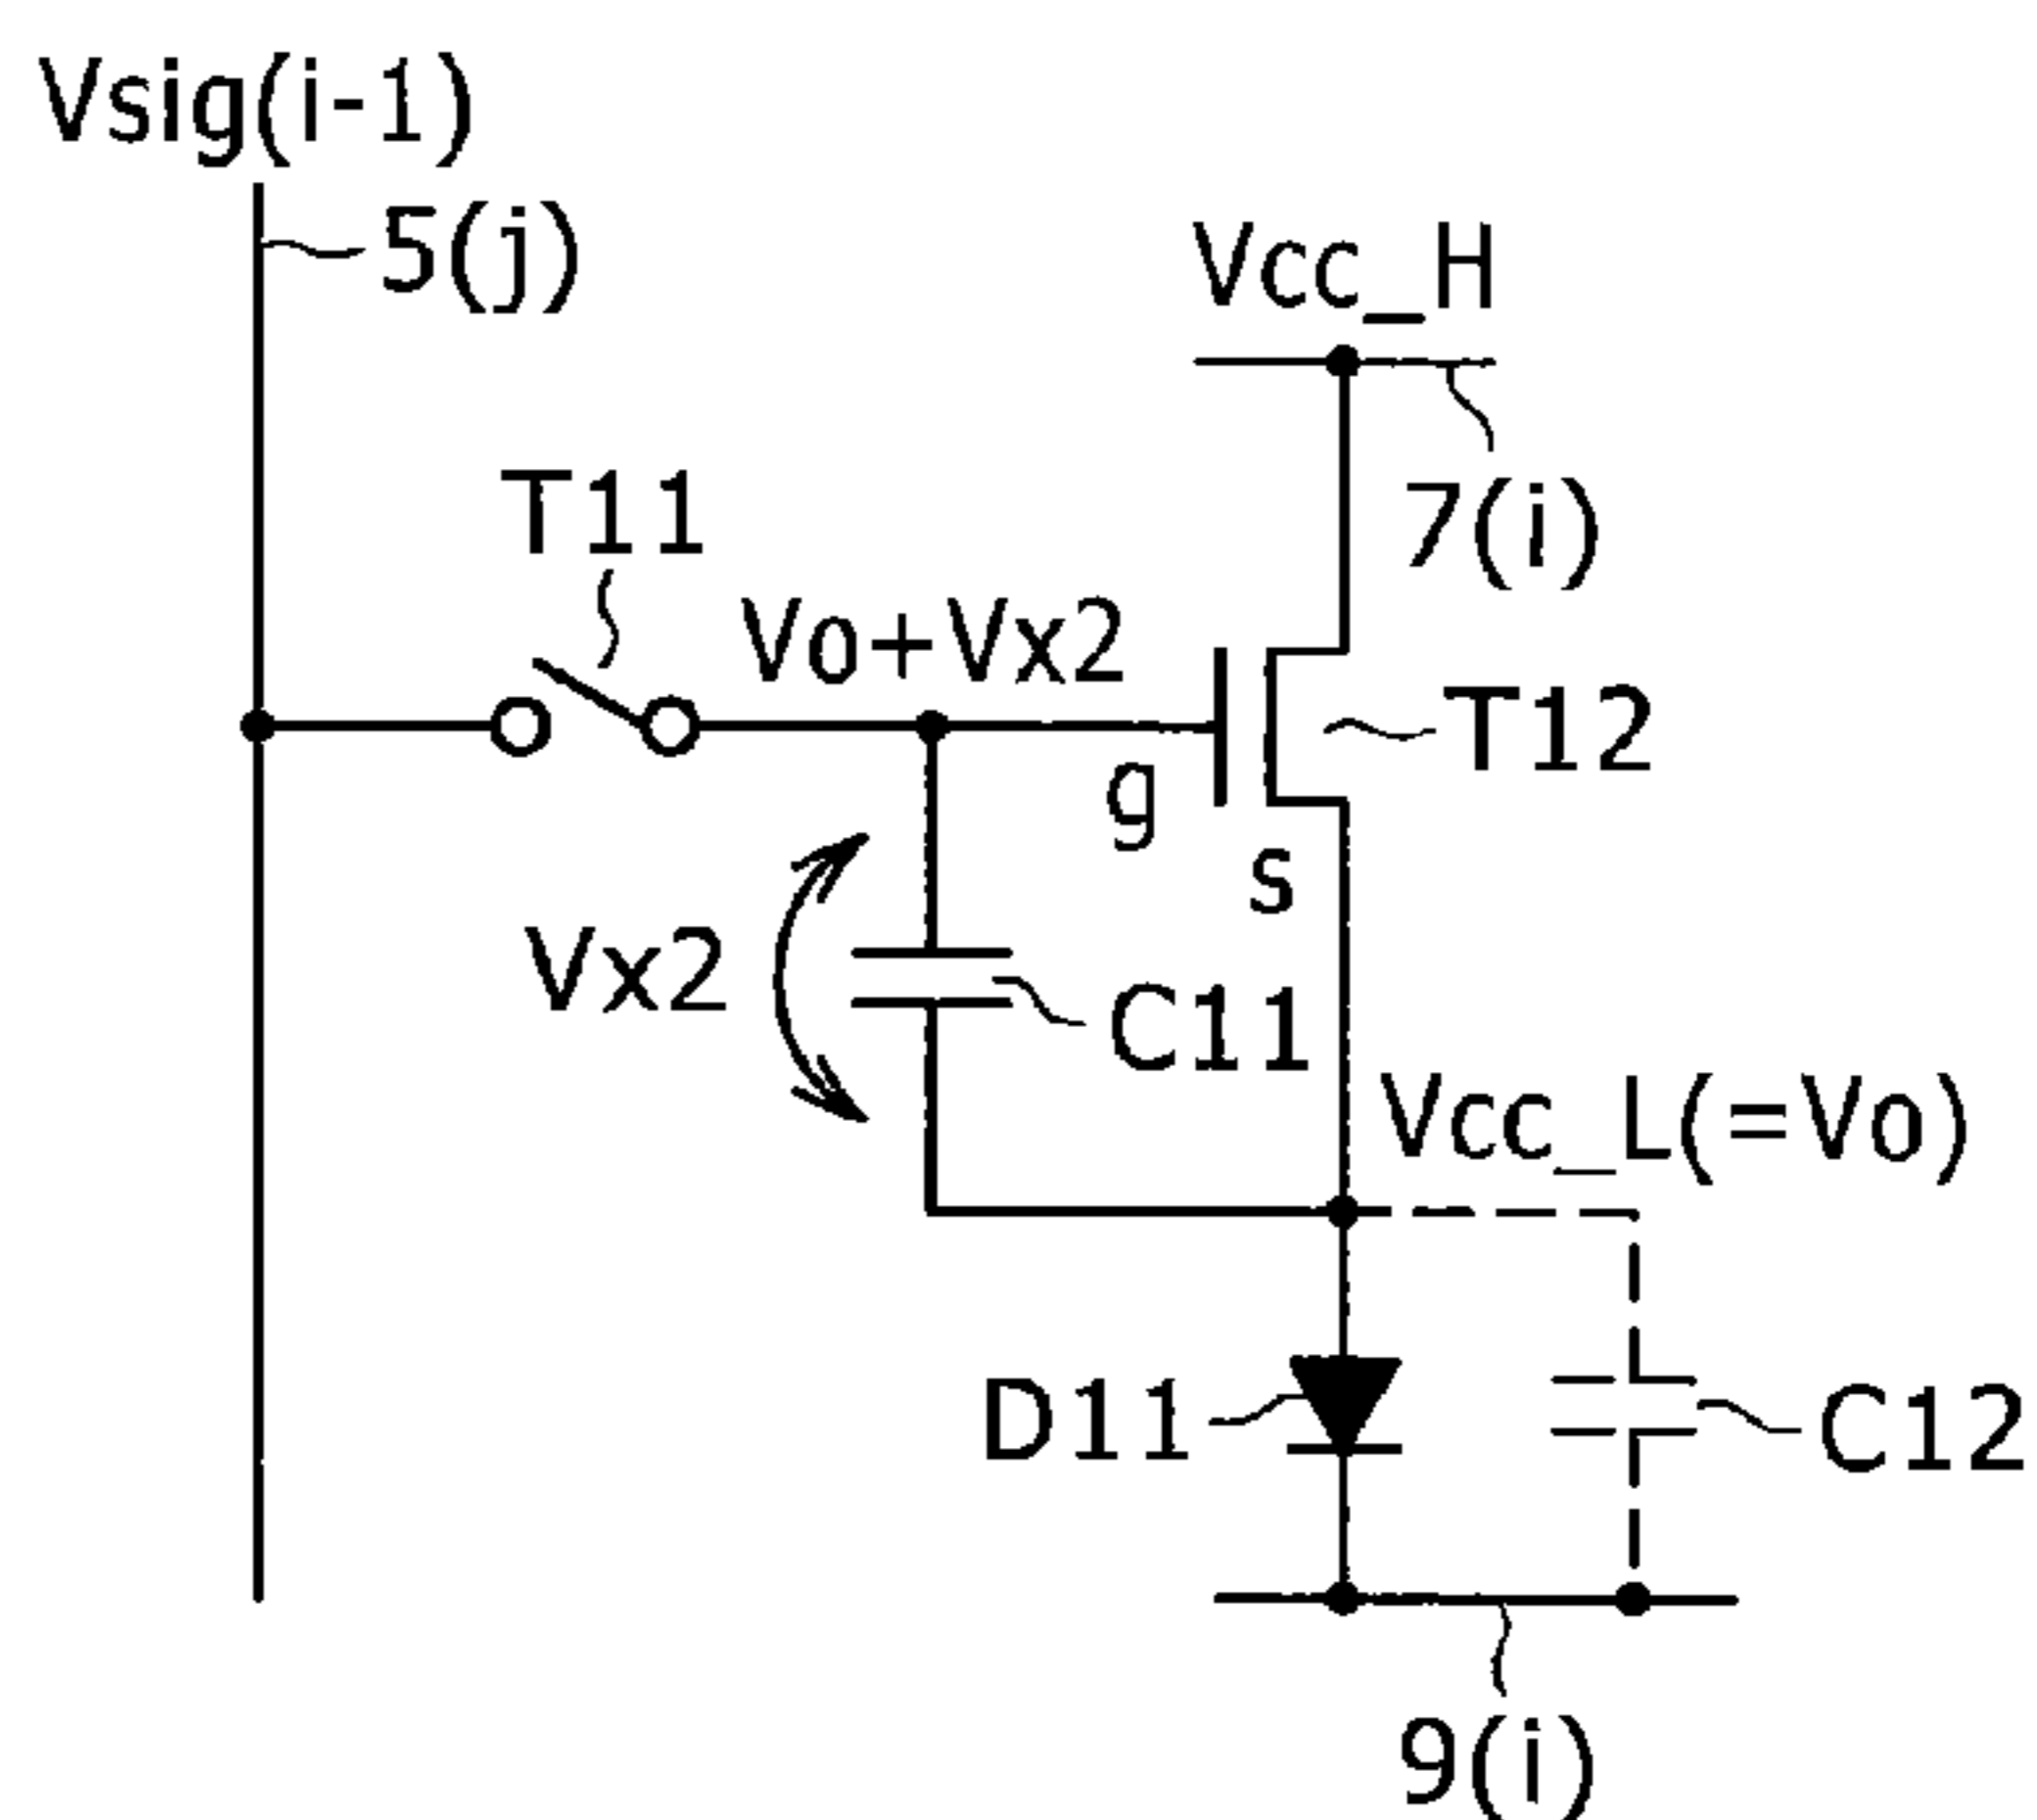 Vsig(i-1)
5(j)
Vcc_H
7(i)
T11
Vo+Vx2
T12
g
s
Vx2
C11
Vcc_L(=Vo)
D11
C12
9(i)